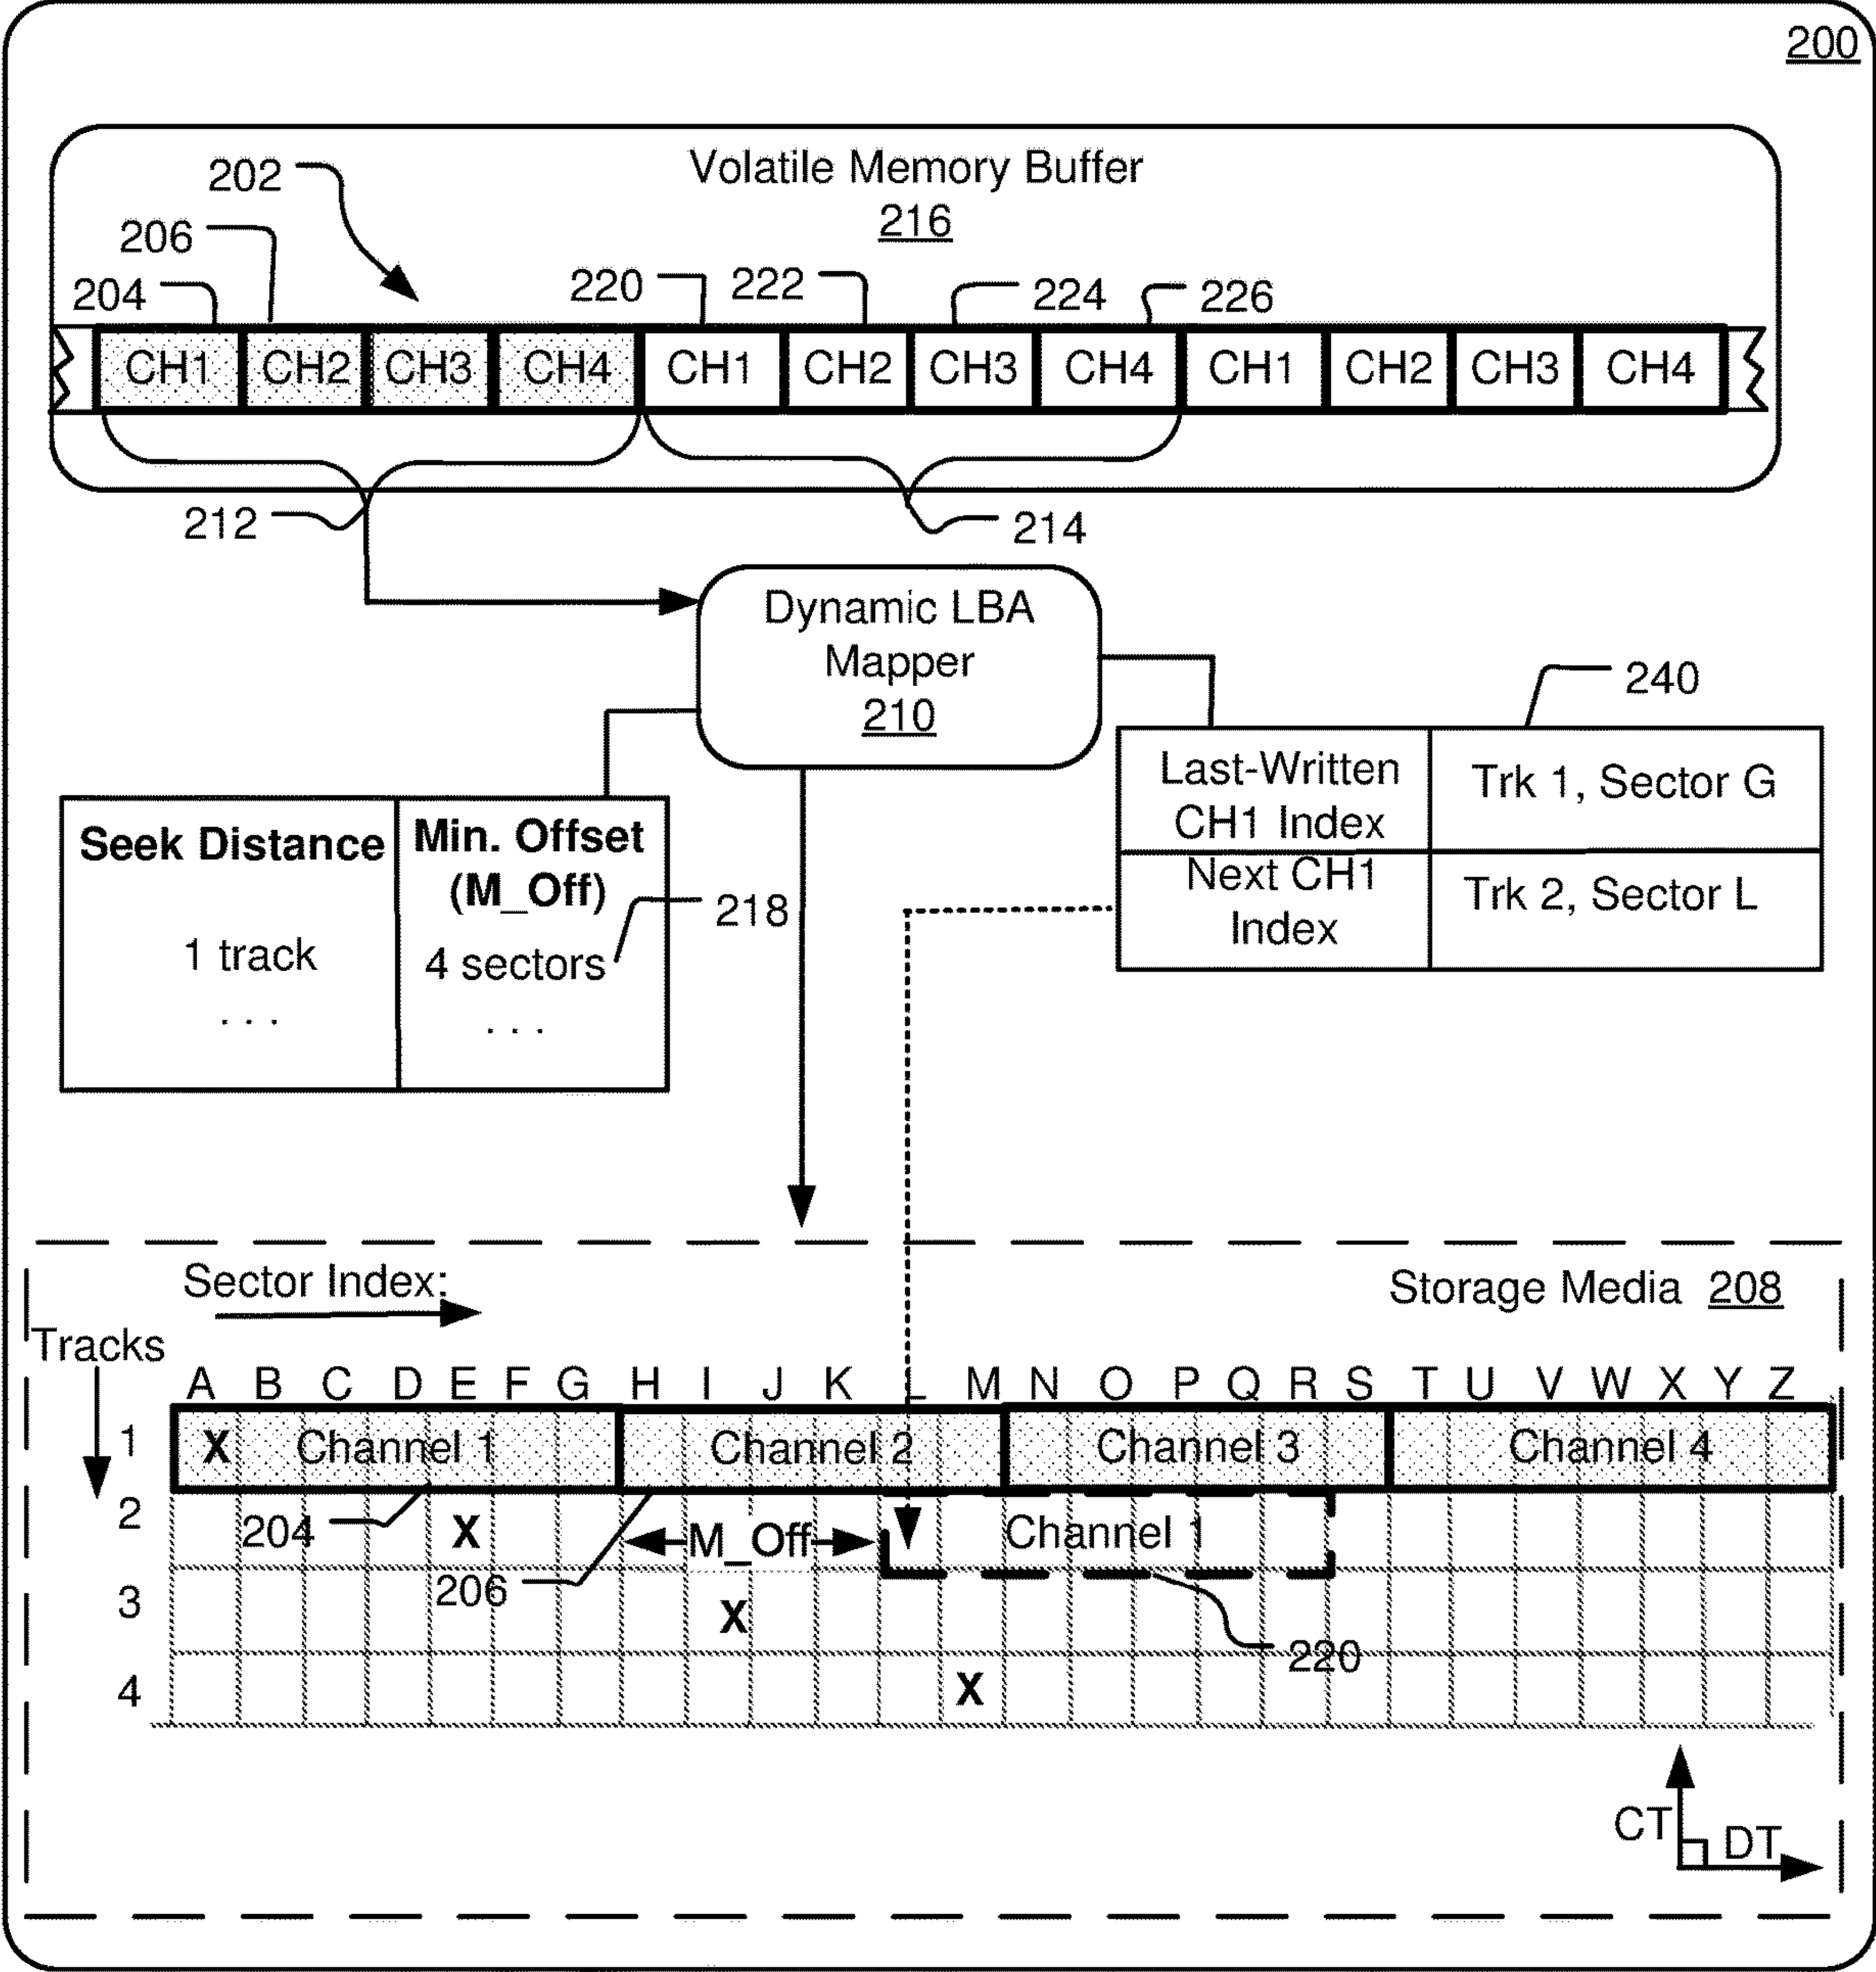 200
Volatile Memory Buffer
216
202
206
204
220
222
224
226
CH1 CH2 CH3 CH4 CH1 CH2 CH3 CH4 CH1 CH2 CH3 CH4
212
214
Dynamic LBA
Mapper
210
240
Last-Written
CH1 Index
Trk 1, Sector G
Next CH1
Index
Trk 2, Sector L
Seek Distance
Min. Offset
(M_Off)
218
1 track
4 sectors
. . .
. . .
Sector Index:
Storage Media 208
Tracks
A B C D E F G H I J K L M N O P Q R S T U V W X Y Z
1 X Channel 1 Channel 2 Channel 3 Channel 4
2 204 X M_Off Channel 1
206
3 X
220
4 X
CT
DT